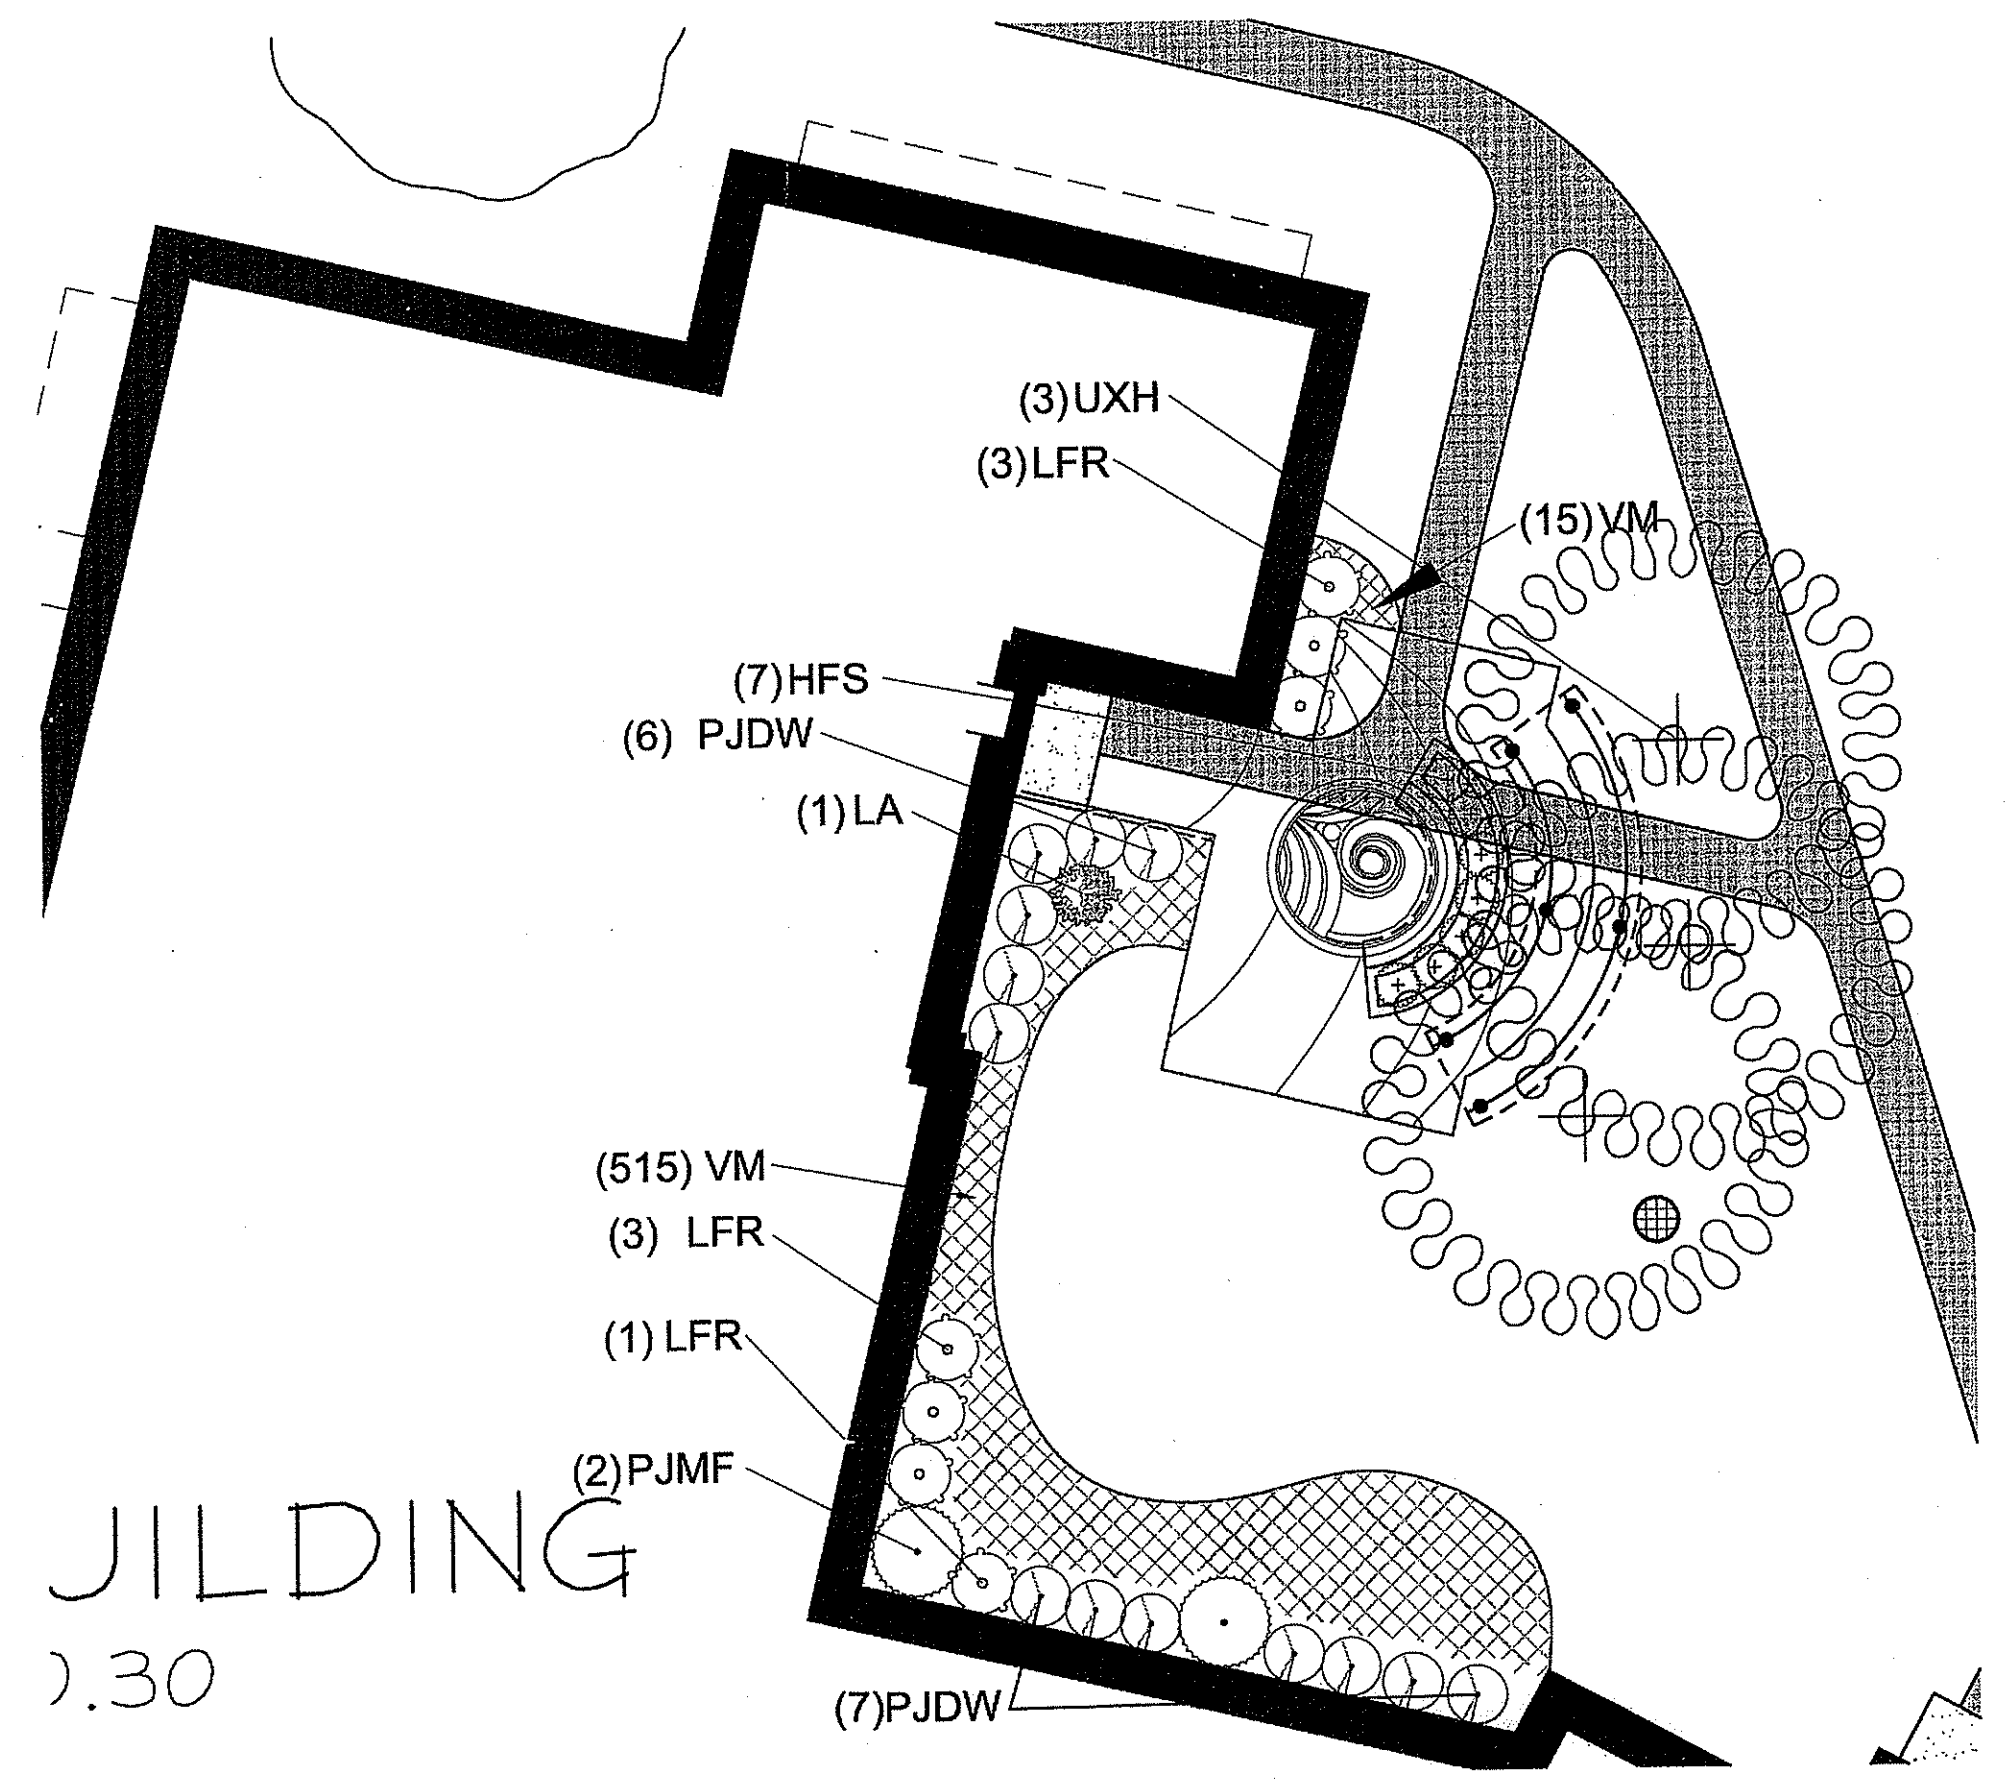 (3)UXH
(3)LFR
(15)VM
(7)HFS
(6) PJDW
(1)LA
(515) VM
(3) LFR
(1) LFR
(2)PJMF
JILDING
).30
(7)PJDW